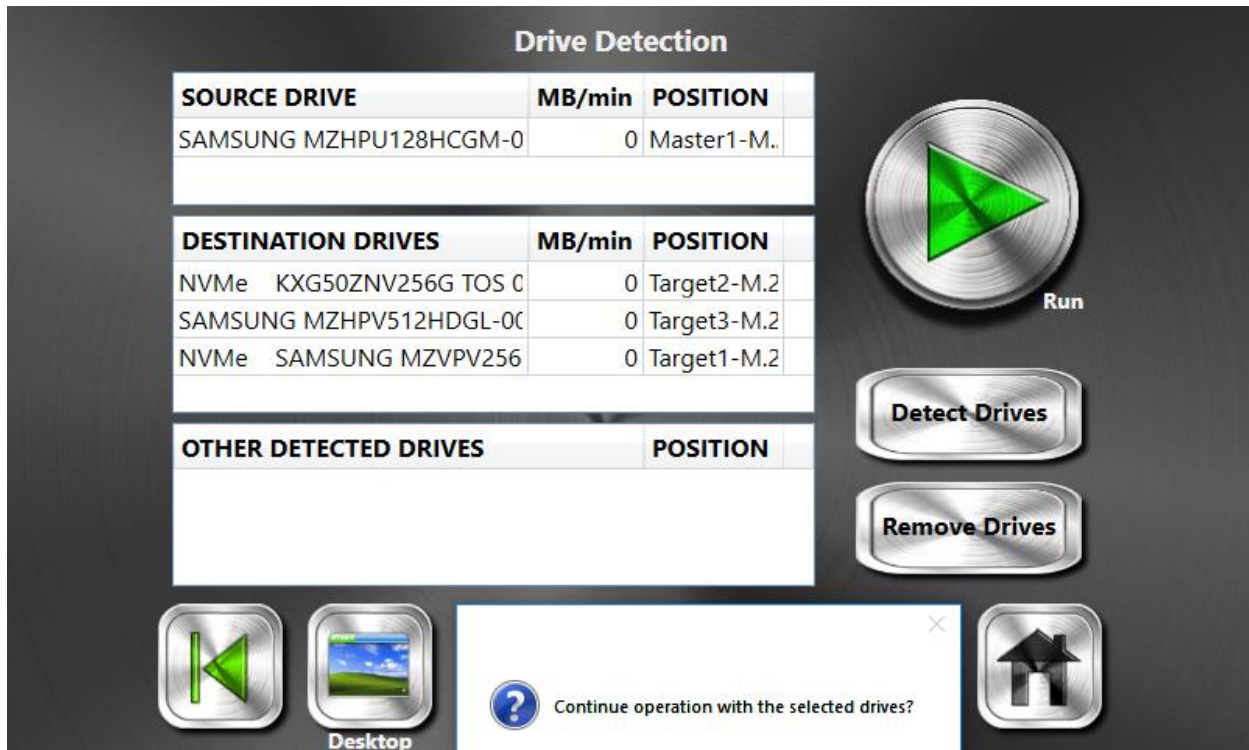 Drive Detection
SOURCE DRIVE MB/min POSITION
SAMSUNG MZHPU128HCGM-0 0 Master1-M..
DESTINATION DRIVES MB/min POSITION
NVMe KXG50ZNV256G TOS 0 Target2-M.2
SAMSUNG MZHPV512HDGL-00 0 Target3-M.2
NVMe SAMSUNG MZVPV256 0 Target1-M.2
Run
Detect Drives
OTHER DETECTED DRIVES POSITION
Remove Drives
START
Continue operation with the selected drives?
Desktop